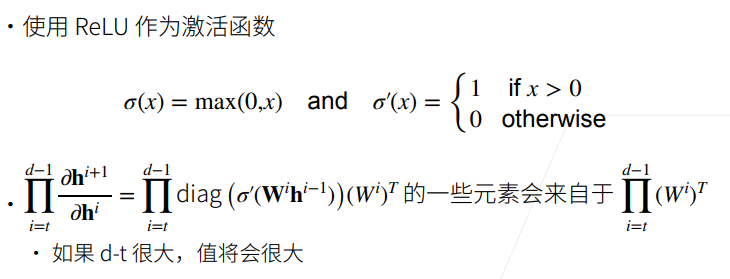 • 使用 ReLU 作为激活函数
σ(x) = max(0,x) and σ′(x) = {1 if x > 0
0 otherwise
• ∏_{i=t}^{d−1} ∂h^{i+1}/∂h^i = ∏_{i=t}^{d−1} diag (σ′(W^i h^{i−1}))(W^i)^T 的一些元素会来自于 ∏_{i=t}^{d−1} (W^i)^T
• 如果 d-t 很大，值将会很大